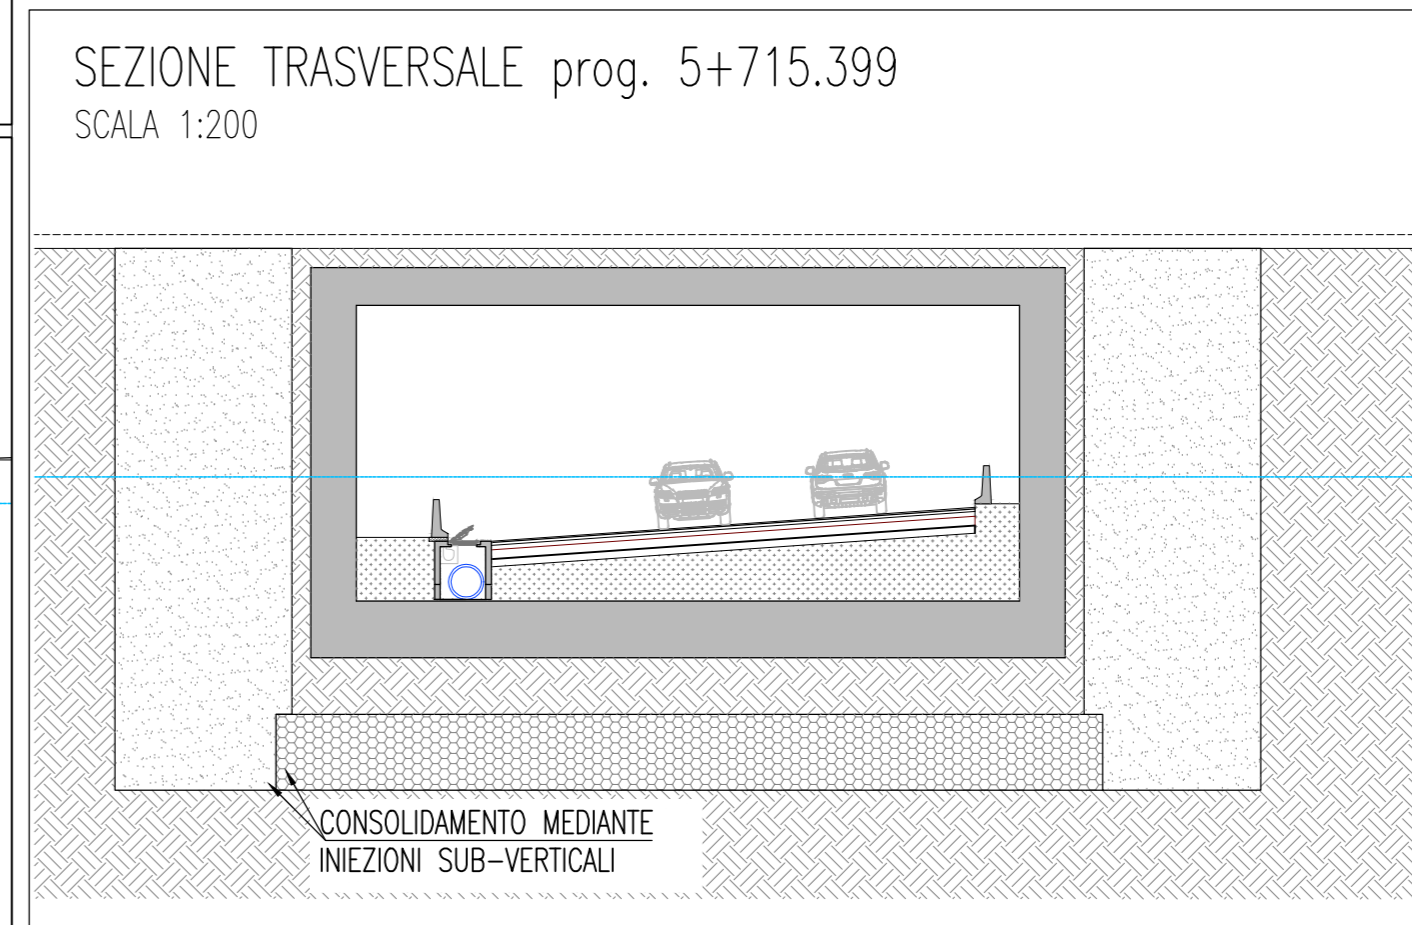 SEZIONE TRASVERSALE prog. 5+715.399
SCALA 1:200
CONSOLIDAMENTO MEDIANTE
INIEZIONI SUB-VERTICALI